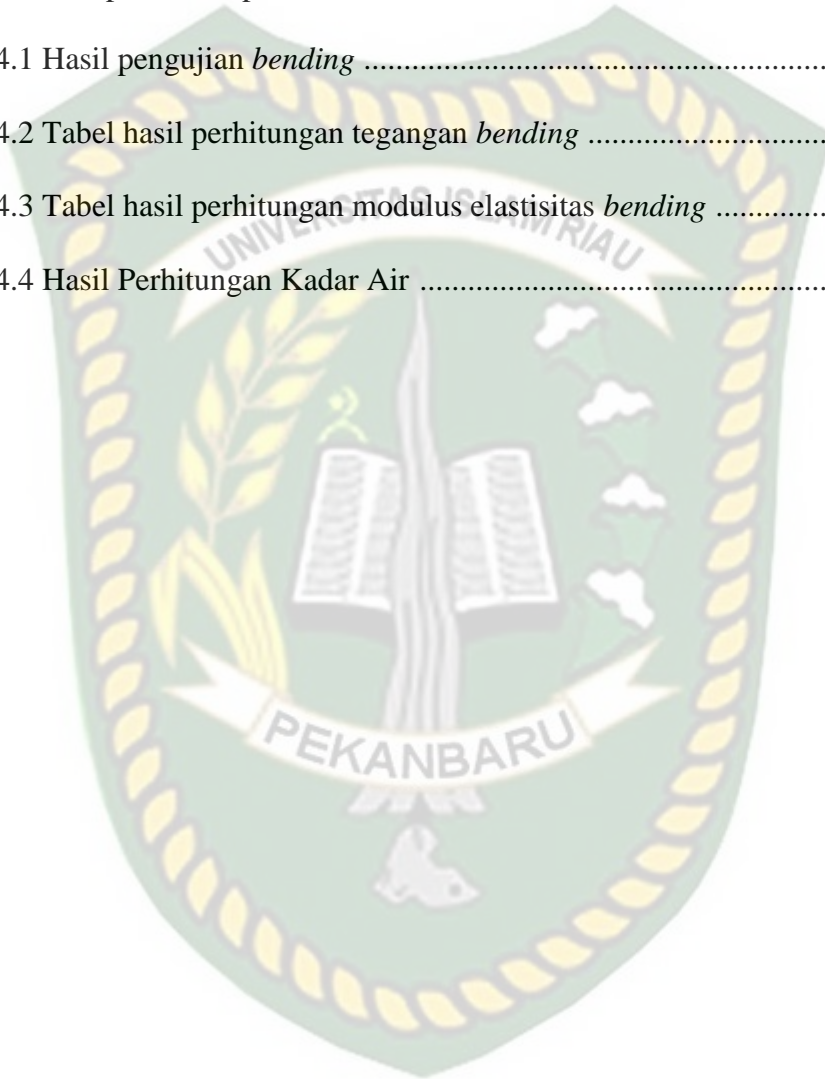 4.1 Hasil pengujian bending ........................................................
4.2 Tabel hasil perhitungan tegangan bending .............................
4.3 Tabel hasil perhitungan modulus elastisitas bending .............
4.4 Hasil Perhitungan Kadar Air ................................................
UNIVERSITAS ISLAM RIAU
PEKANBARU